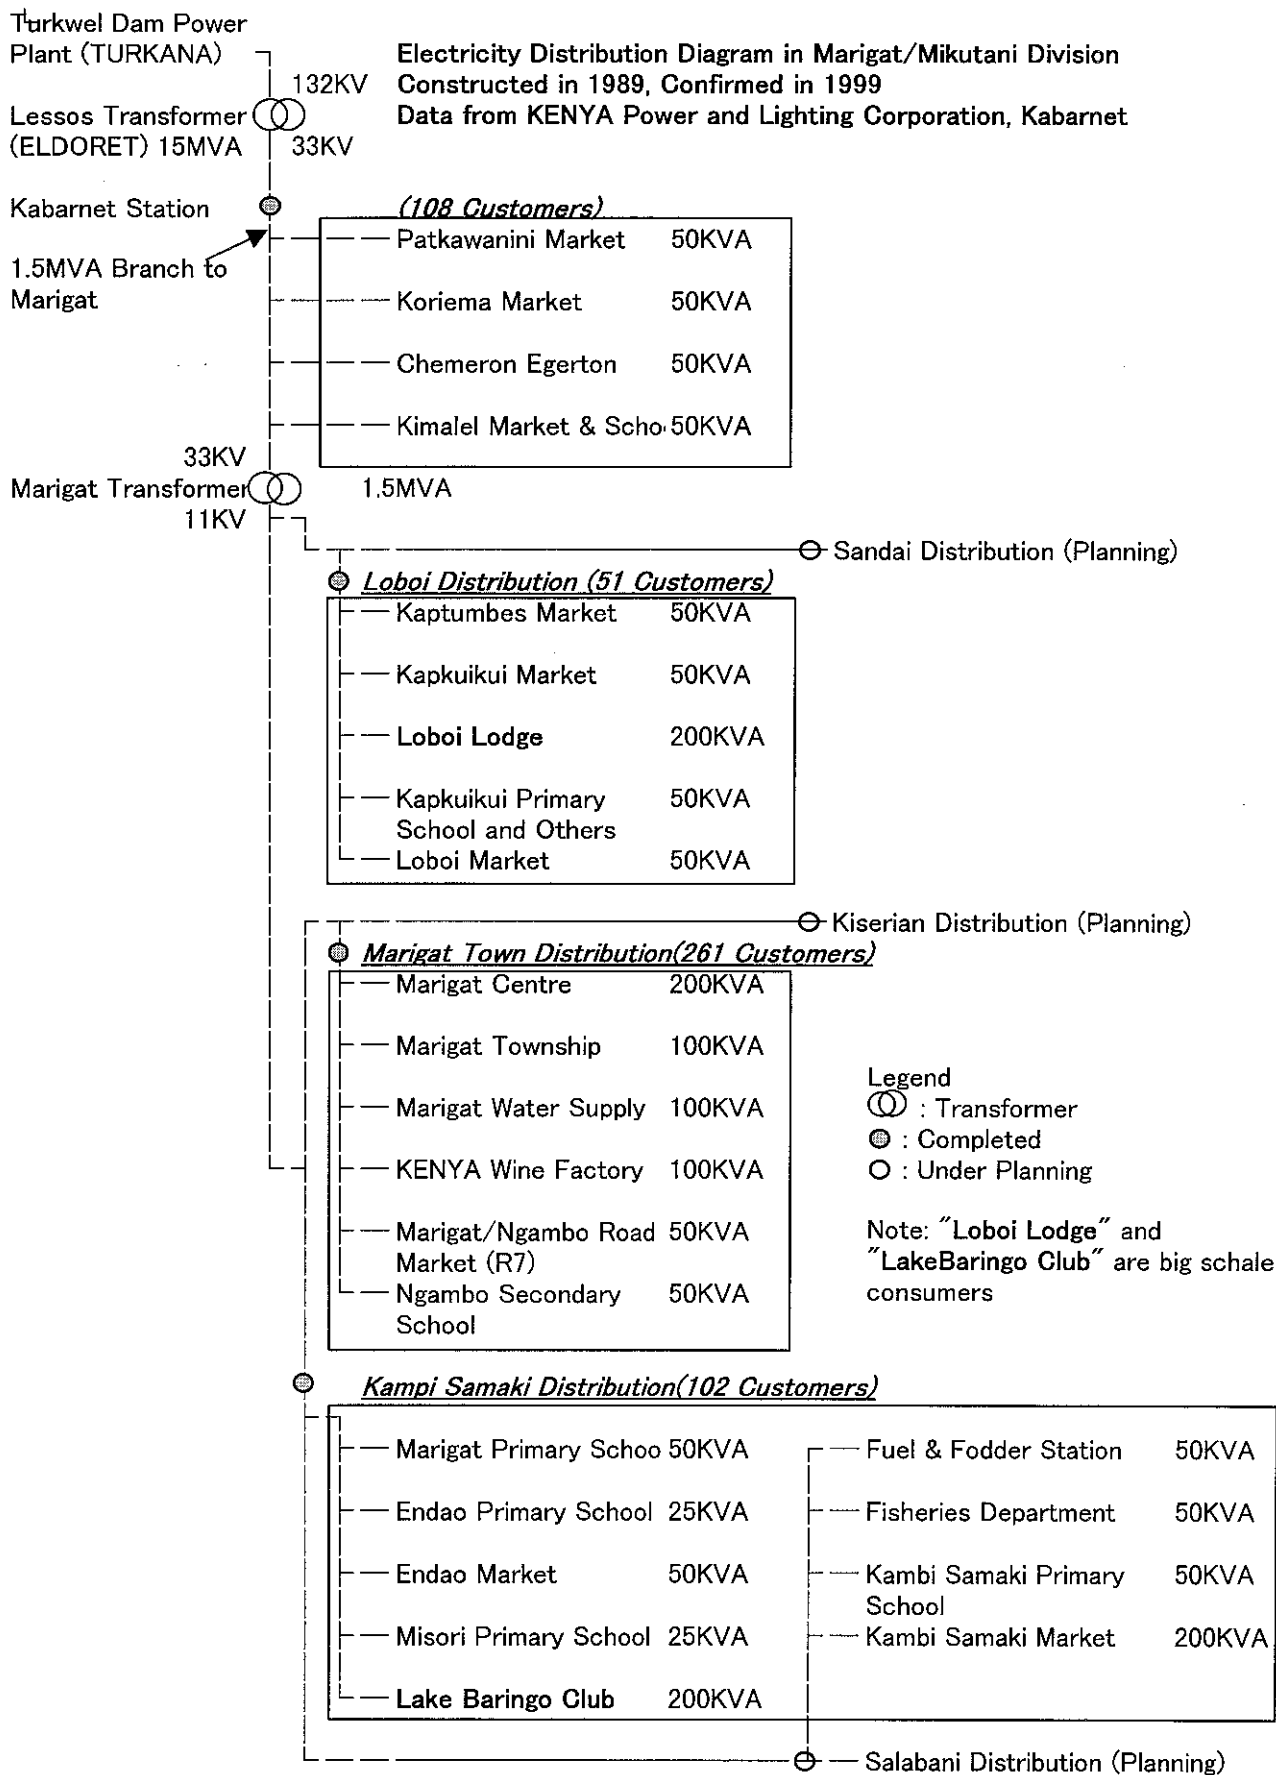 Turkwel Dam Power
Plant (TURKANA)
Electricity Distribution Diagram in Marigat/Mikutani Division
132KV
Constructed in 1989, Confirmed in 1999
Lessos Transformer
Data from KENYA Power and Lighting Corporation, Kabarnet
(ELDORET) 15MVA
33KV
Kabarnet Station
(108 Customers)
Patkawanini Market 50KVA
1.5MVA Branch to
Marigat
Koriema Market 50KVA
Chemeron Egerton 50KVA
Kimalel Market & Scho 50KVA
33KV
Marigat Transformer
1.5MVA
11KV
Sandai Distribution (Planning)
Loboi Distribution (51 Customers)
Kaptumbes Market 50KVA
Kapkuikui Market 50KVA
Loboi Lodge 200KVA
Kapkuikui Primary 50KVA
School and Others
Loboi Market 50KVA
Kiserian Distribution (Planning)
Marigat Town Distribution(261 Customers)
Marigat Centre 200KVA
Marigat Township 100KVA
Marigat Water Supply 100KVA
KENYA Wine Factory 100KVA
Marigat/Ngambo Road 50KVA
Market (R7)
Ngambo Secondary 50KVA
School
Legend
: Transformer
: Completed
: Under Planning
Note: "Loboi Lodge" and
"LakeBaringo Club" are big schale
consumers
Kampi Samaki Distribution(102 Customers)
Marigat Primary Schoo 50KVA
Endao Primary School 25KVA
Endao Market 50KVA
Misori Primary School 25KVA
Lake Baringo Club 200KVA
Fuel & Fodder Station 50KVA
Fisheries Department 50KVA
Kambi Samaki Primary 50KVA
School
Kambi Samaki Market 200KVA
Salabani Distribution (Planning)